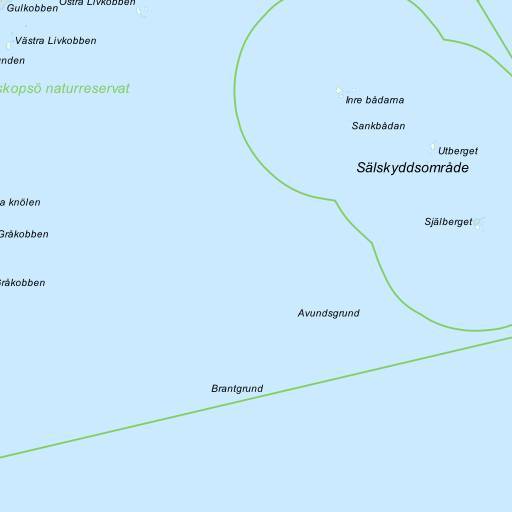 Östra Livkobben
Gulkobben
Västra Livkobben
nden
skopsö naturreservat
Inre bådarna
Sankbådan
Utberget
Sälskyddsområde
a knölen
Själberget
Gråkobben
Gråkobben
Avundsgrund
Brantgrund